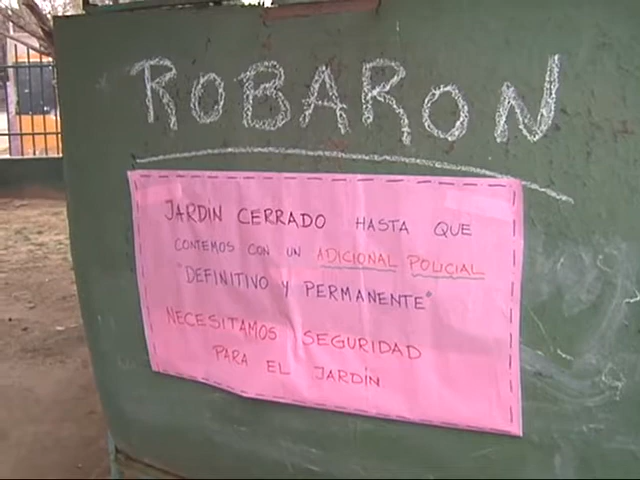 ROBARON
JARDIN CERRADO HASTA QUE
CONTEMOS CON UN ADICIONAL POLICIAL
"DEFINITIVO Y PERMANENTE"
NECESITAMOS SEGURIDAD
PARA EL JARDIN